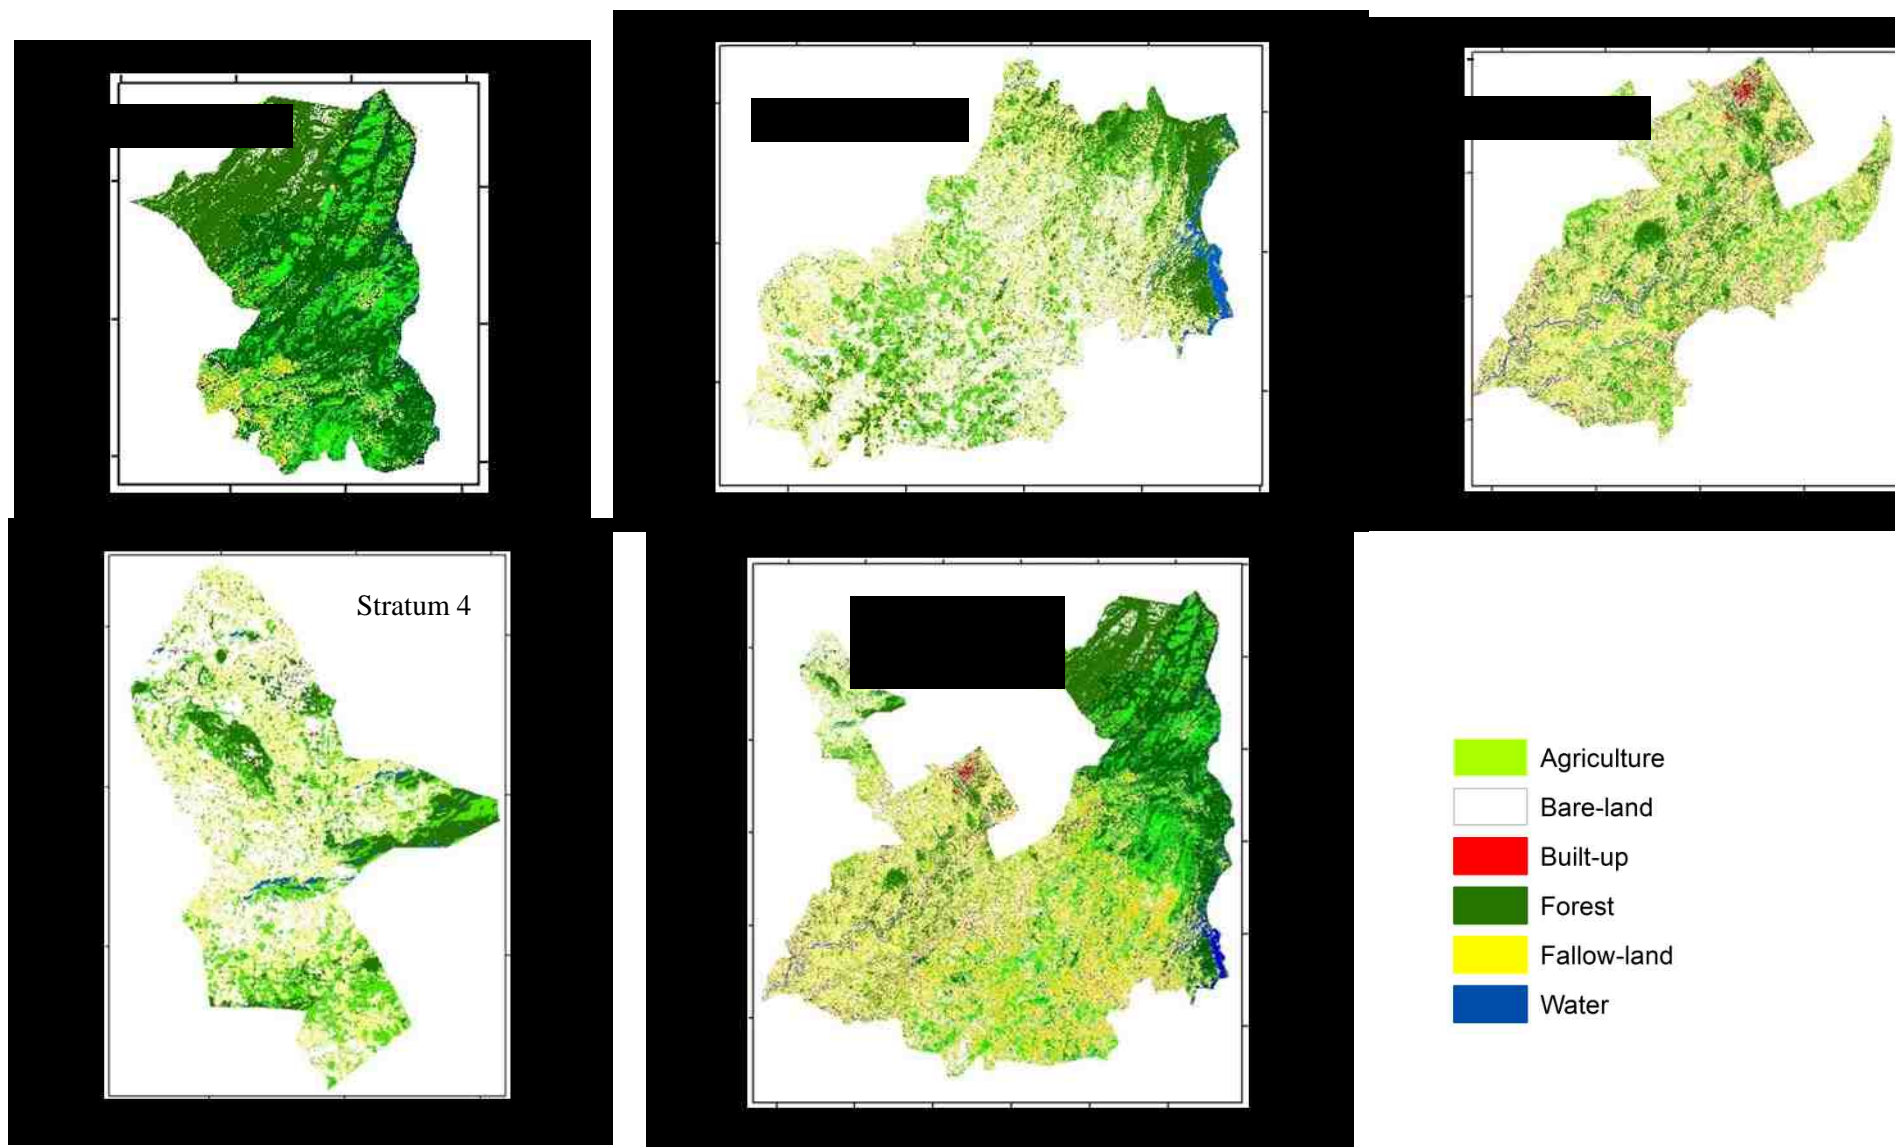 Stratum 4
Agriculture
Bare-land
Built-up
Forest
Fallow-land
Water